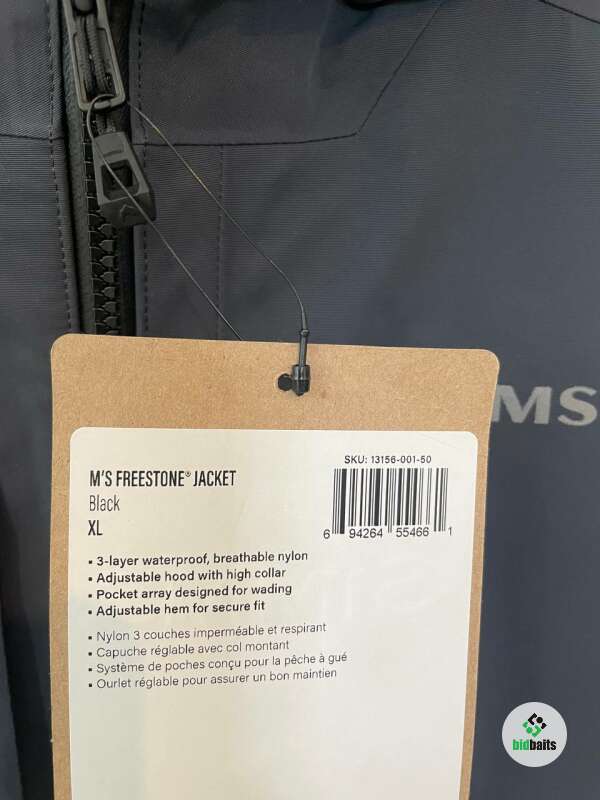 MS
M'S FREESTONE® JACKET
Black
XL
SKU: 13156-001-50
6 94264 55466 1
▪ 3-layer waterproof, breathable nylon
▪ Adjustable hood with high collar
▪ Pocket array designed for wading
▪ Adjustable hem for secure fit
▪ Nylon 3 couches imperméable et respirant
▪ Capuche réglable avec col montant
▪ Système de poches conçu pour la pêche à gué
▪ Ourlet réglable pour assurer un bon maintien
bidbaits